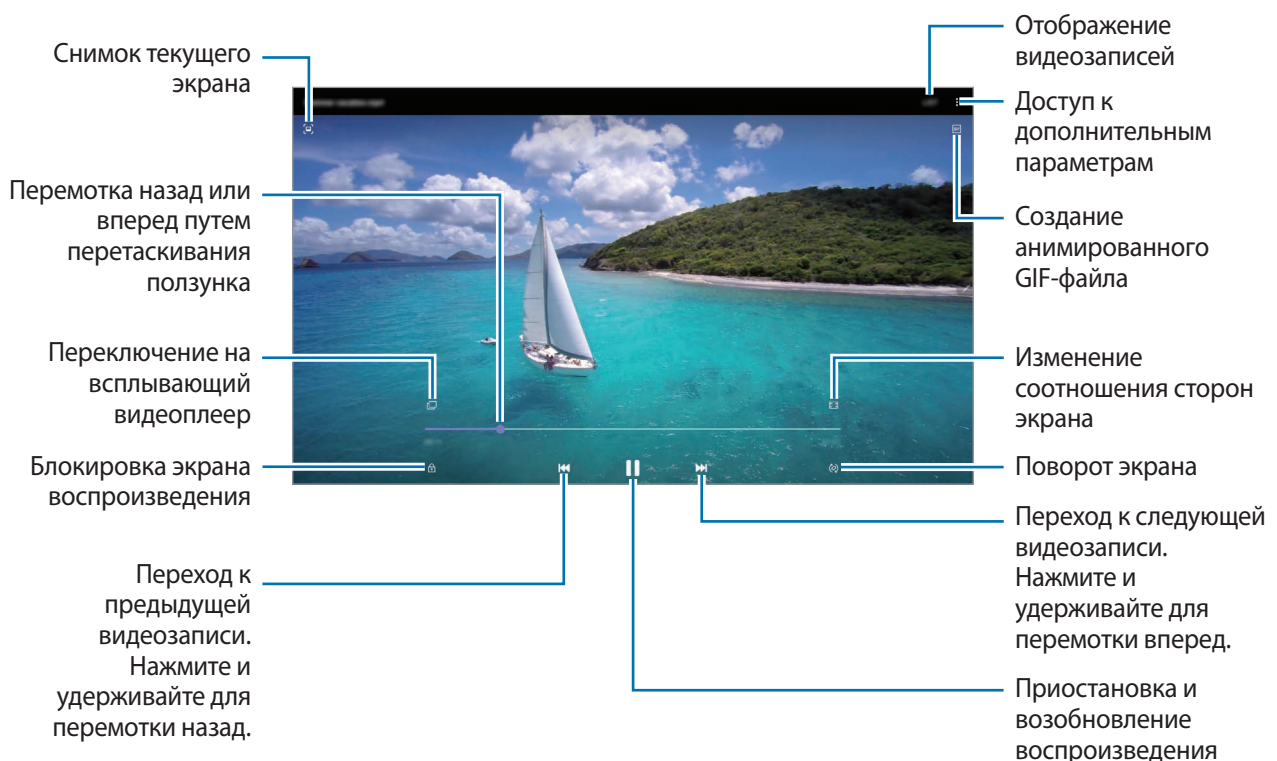 Снимок текущего
экрана
Перемотка назад или
вперед путем
перетаскивания
ползунка
Переключение на
всплывающий
видеоплеер
Блокировка экрана
воспроизведения
Переход к
предыдущей
видеозаписи.
Нажмите и
удерживайте для
перемотки назад.
Отображение
видеозаписей
Доступ к
дополнительным
параметрам
Создание
анимированного
GIF-файла
Изменение
соотношения сторон
экрана
Поворот экрана
Переход к следующей
видеозаписи.
Нажмите и
удерживайте для
перемотки вперед.
Приостановка и
возобновление
воспроизведения